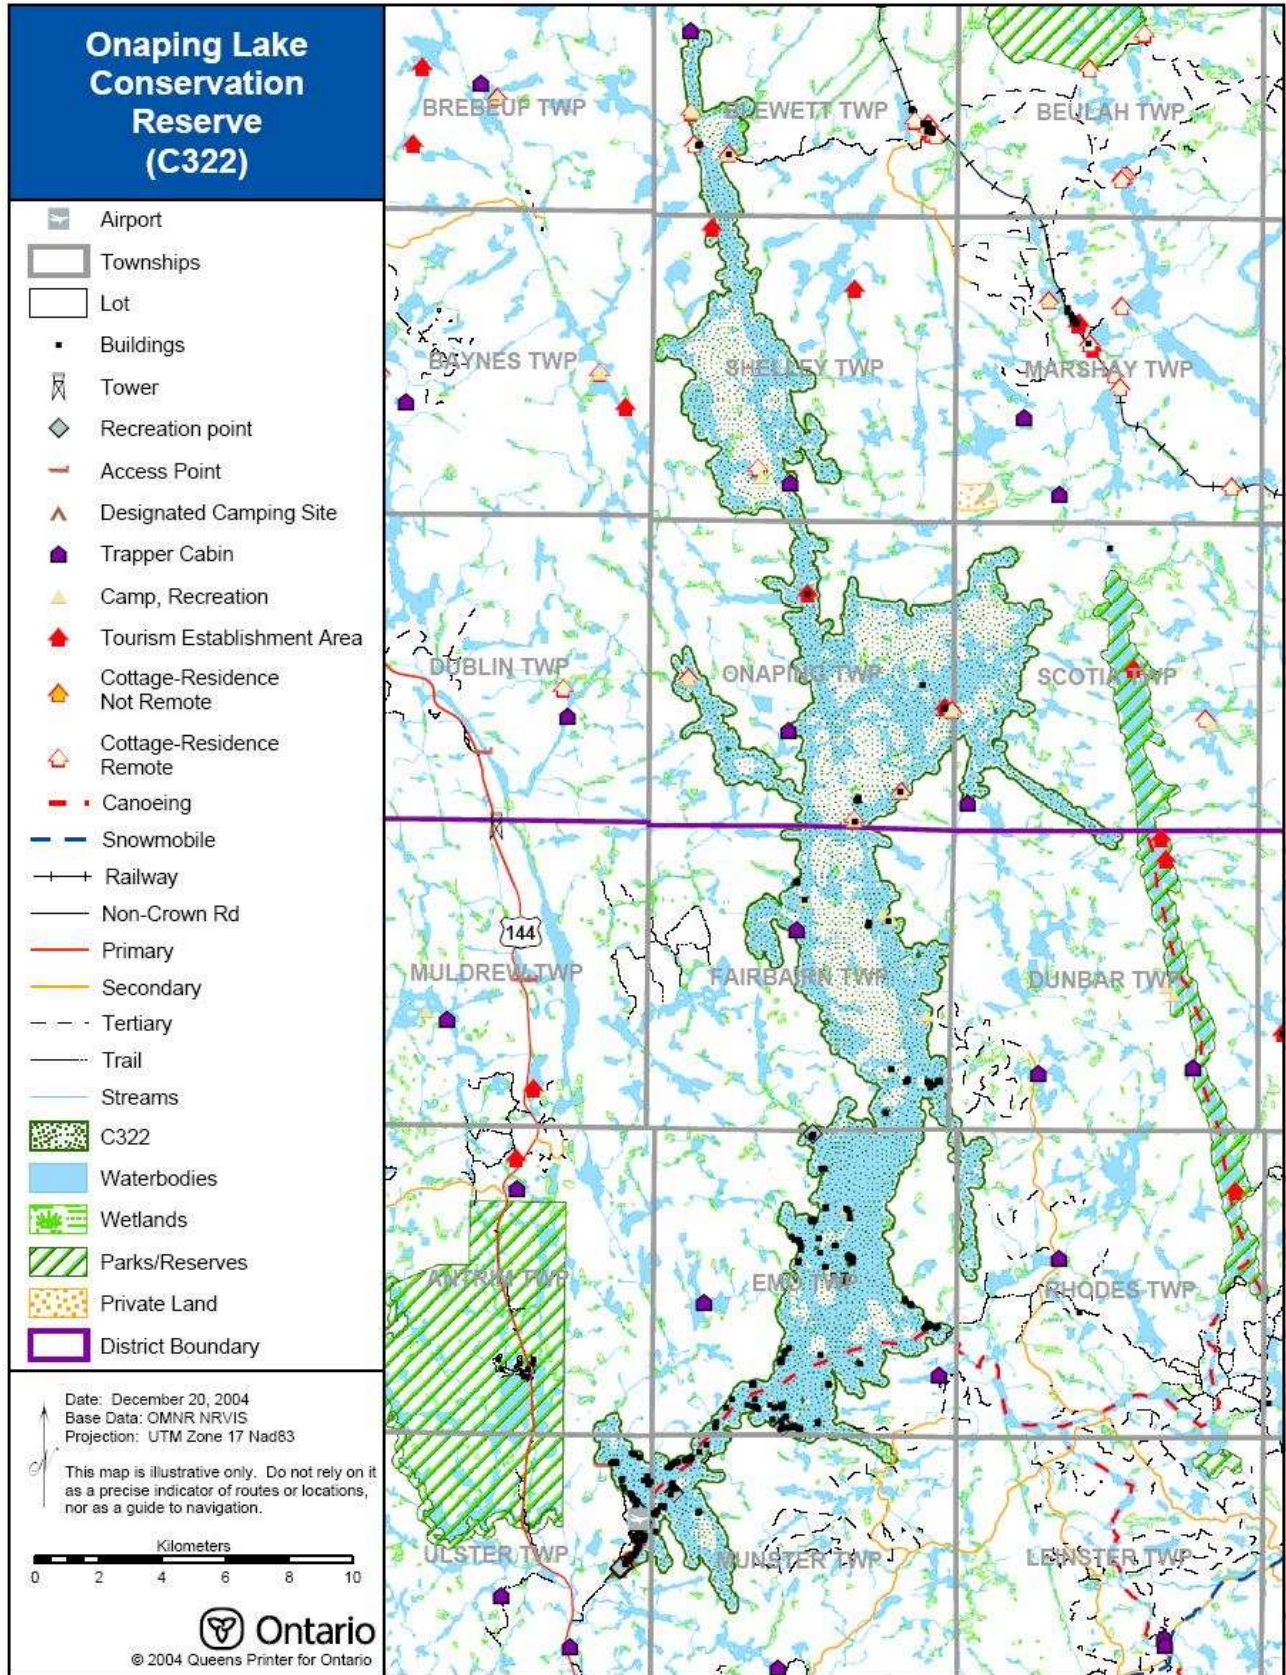 Onaping Lake
Conservation
Reserve
(C322)
Airport
Townships
Lot
Buildings
Tower
Recreation point
Access Point
Designated Camping Site
Trapper Cabin
Camp, Recreation
Tourism Establishment Area
Cottage-Residence
Not Remote
Cottage-Residence
Remote
Canoeing
Snowmobile
Railway
Non-Crown Rd
Primary
Secondary
Tertiary
Trail
Streams
C322
Waterbodies
Wetlands
Parks/Reserves
Private Land
District Boundary
Date: December 20, 2004
Base Data: OMNR NRVIS
Projection: UTM Zone 17 Nad83
This map is illustrative only. Do not rely on it
as a precise indicator of routes or locations,
nor as a guide to navigation.
Kilometers
0 2 4 6 8 10
Ontario
© 2004 Queens Printer for Ontario
BREBEUF TWP
TWP
BEULAH TWP
BAYNES TWP
SHELLEY TWP
MARSHAY TWP
DUBLIN TWP
ONAPING TWP
SCOTIA TWP
144
MULDREW TWP
FAIRBAIRN TWP
DUNBAR TWP
ANTRIM TWP
EMO TWP
RHODES TWP
ULSTER TWP
MUNSTER TWP
LEINSTER TWP